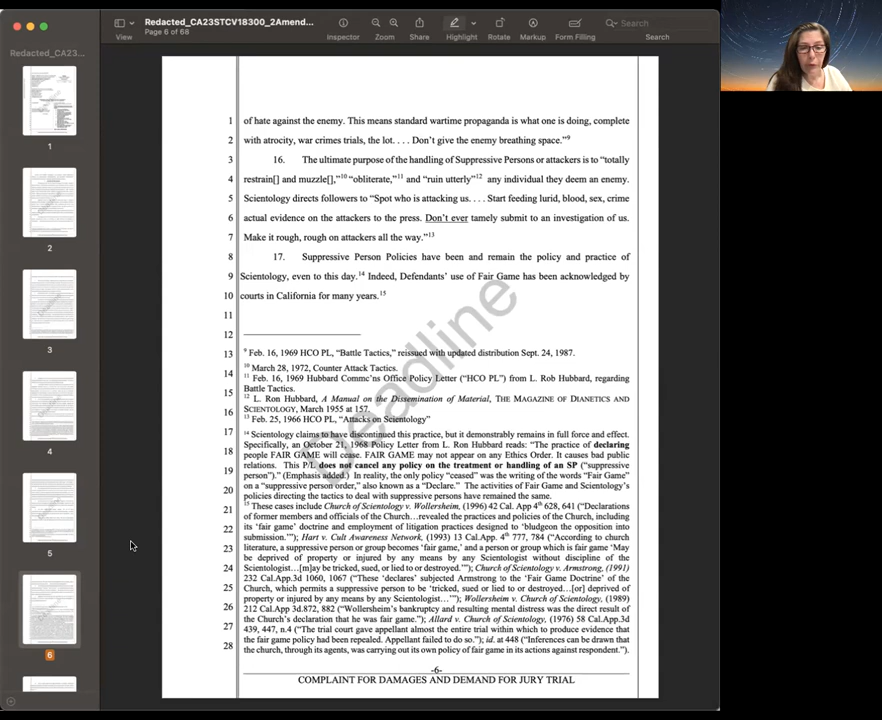 Redacted_CA23STCV18300_2Amend...
Page 6 of 68
View
Inspector
Zoom
Share
Highlight
Rotate
Markup
Form Filling
Search
Search
Redacted_CA23...
1
2
3
4
5
6
1 of hate against the enemy. This means standard wartime propaganda is what one is doing, complete
2 with atrocity, war crimes trials, the lot. . . . Don't give the enemy breathing space."9
3 16. The ultimate purpose of the handling of Suppressive Persons or attackers is to "totally
4 restrain[] and muzzle[],"10 "obliterate,"11 and "ruin utterly"12 any individual they deem an enemy.
5 Scientology directs followers to "Spot who is attacking us. . . . Start feeding lurid, blood, sex, crime
6 actual evidence on the attackers to the press. Don't ever tamely submit to an investigation of us.
7 Make it rough, rough on attackers all the way."13
8 17. Suppressive Person Policies have been and remain the policy and practice of
9 Scientology, even to this day.14 Indeed, Defendants' use of Fair Game has been acknowledged by
10 courts in California for many years.15
11
12
13 9 Feb. 16, 1969 HCO PL, "Battle Tactics," reissued with updated distribution Sept. 24, 1987.
14 10 March 28, 1972, Counter Attack Tactics.
11 Feb. 16, 1969 Hubbard Commc'ns Office Policy Letter ("HCO PL") from L. Rob Hubbard, regarding
15 Battle Tactics.
12 L. Ron Hubbard, A Manual on the Dissemination of Material, THE MAGAZINE OF DIANETICS AND
16 SCIENTOLOGY, March 1955 at 157.
13 Feb. 25, 1966 HCO PL, "Attacks on Scientology"
17 14 Scientology claims to have discontinued this practice, but it demonstrably remains in full force and effect.
Specifically, an October 21, 1968 Policy Letter from L. Ron Hubbard reads: "The practice of declaring
18 people FAIR GAME will cease. FAIR GAME may not appear on any Ethics Order. It causes bad public
relations. This P/L does not cancel any policy on the treatment or handling of an SP ("suppressive
19 person")." (Emphasis added.) In reality, the only policy "ceased" was the writing of the words "Fair Game"
20 on a "suppressive person order," also known as a "Declare." The activities of Fair Game and Scientology's
policies directing the tactics to deal with suppressive persons have remained the same.
21 15 These cases include Church of Scientology v. Wollersheim, (1996) 42 Cal. App 4th 628, 641 ("Declarations
of former members and officials of the Church…revealed the practices and policies of the Church, including
22 its 'fair game' doctrine and employment of litigation practices designed to 'bludgeon the opposition into
submission.'"); Hart v. Cult Awareness Network, (1993) 13 Cal.App. 4th 777, 784 ("According to church
23 literature, a suppressive person or group becomes 'fair game,' and a person or group which is fair game 'May
be deprived of property or injured by any means by any Scientologist without discipline of the
24 Scientologist…[m]ay be tricked, sued, or lied to or destroyed.'"); Church of Scientology v. Armstrong, (1991)
232 Cal.App.3d 1060, 1067 ("These 'declares' subjected Armstrong to the 'Fair Game Doctrine' of the
25 Church, which permits a suppressive person to be 'tricked, sued or lied to or destroyed…[or] deprived of
property or injured by any means by any Scientologist…'"); Wollersheim v. Church of Scientology, (1989)
26 212 Cal.App 3d.872, 882 ("Wollersheim's bankruptcy and resulting mental distress was the direct result of
the Church's declaration that he was fair game."); Allard v. Church of Scientology, (1976) 58 Cal.App.3d
27 439, 447, n.4 ("The trial court gave appellant almost the entire trial within which to produce evidence that
the fair game policy had been repealed. Appellant failed to do so."); id. at 448 ("Inferences can be drawn that
28 the church, through its agents, was carrying out its own policy of fair game in its actions against respondent.").
Deadline
-6-
COMPLAINT FOR DAMAGES AND DEMAND FOR JURY TRIAL